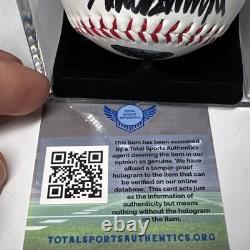 TOTAL SPORTS
AUTHENTICS
This item has been examined
by a Total Sports Authentics
agent deeming the item in our
opinion as genuine. We have
affixed a tamper-proof
hologram to the item that
can be verified on our online
database. This card acts just
as the information of
authenticity but means
nothing without the hologram
on the item.
TOTALSPORTSAUTHENTICS.ORG